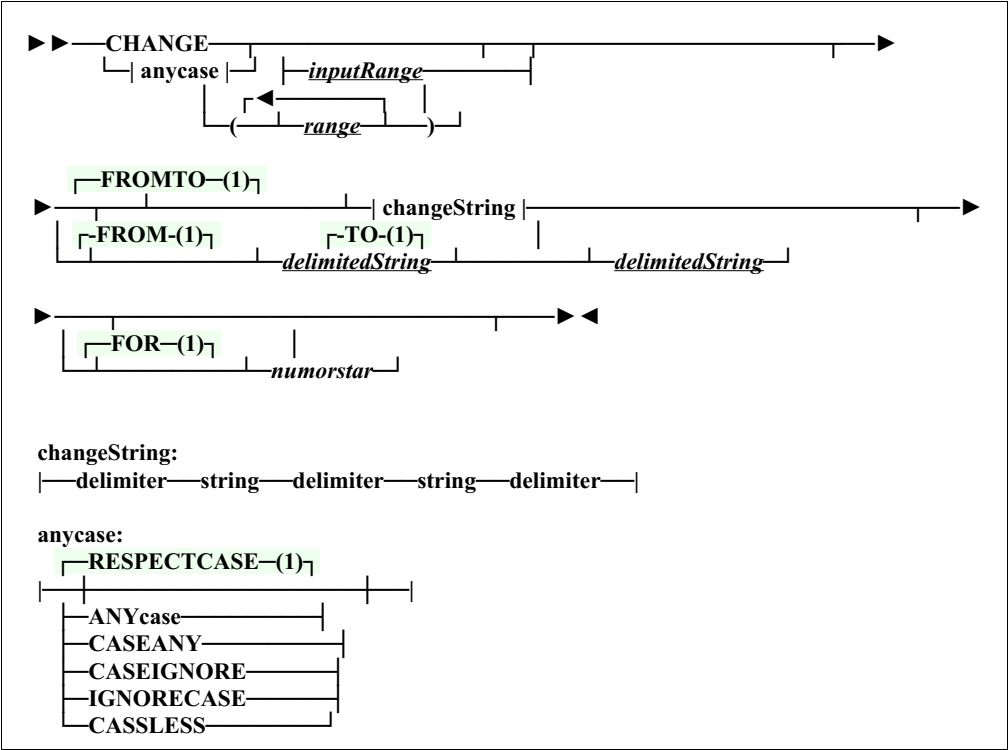 CHANGE
| anycase | inputRange
( range )
FROMTO (1)
| changeString |
-FROM-(1) -TO-(1)
delimitedString delimitedString
FOR (1)
numorstar
changeString:
| delimiter string delimiter string delimiter |
anycase:
RESPECTCASE (1)
ANYcase
CASEANY
CASEIGNORE
IGNORECASE
CASSLESS